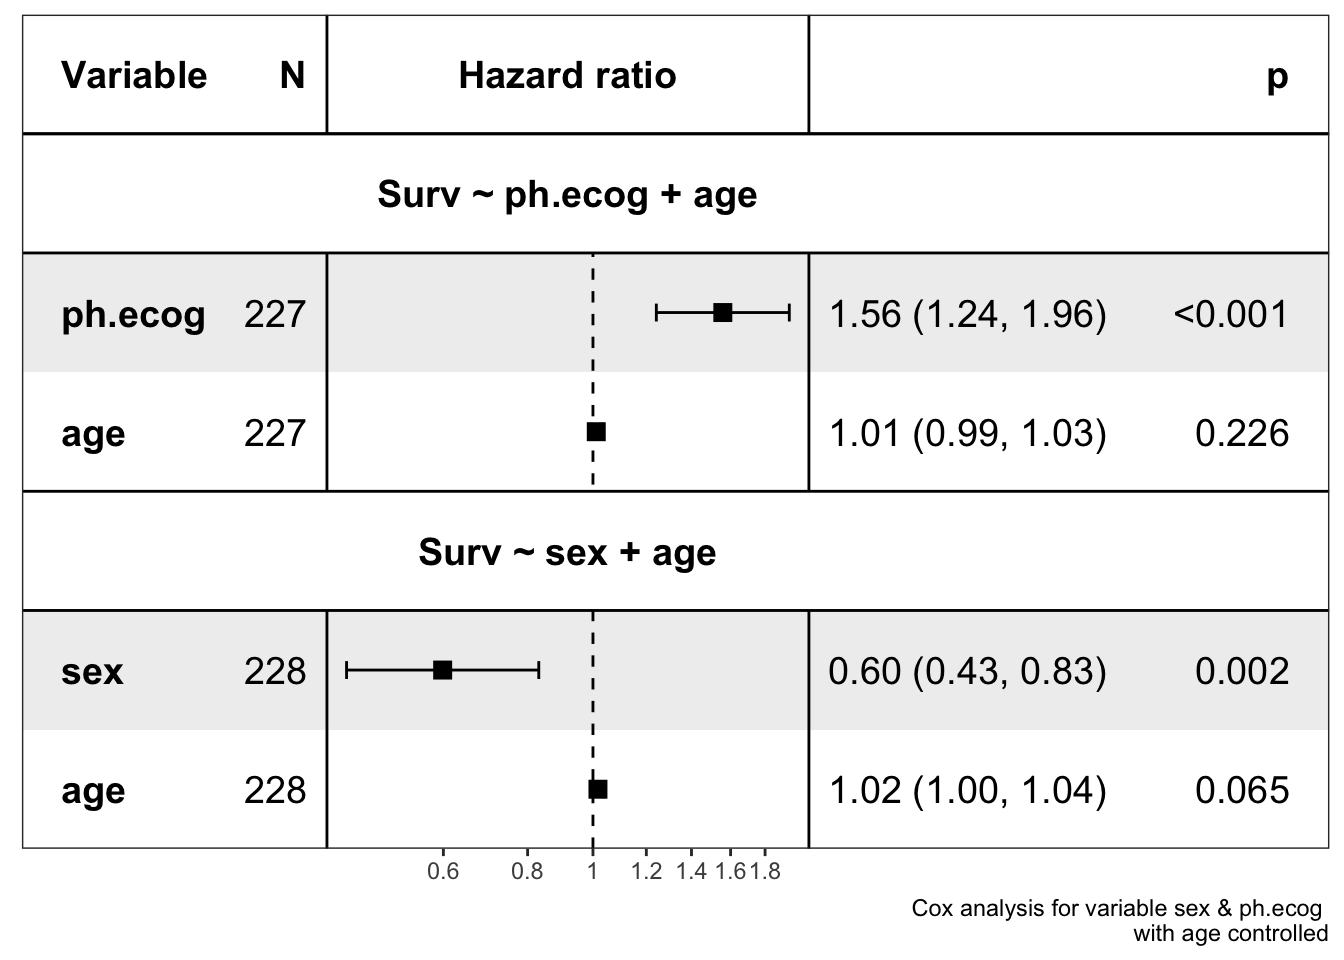 Variable N Hazard ratio p
Surv ~ ph.ecog + age
ph.ecog 227 1.56 (1.24, 1.96) <0.001
age 227 1.01 (0.99, 1.03) 0.226
Surv ~ sex + age
sex 228 0.60 (0.43, 0.83) 0.002
age 228 1.02 (1.00, 1.04) 0.065
0.6 0.8 1 1.2 1.4 1.6 1.8
Cox analysis for variable sex & ph.ecog
with age controlled